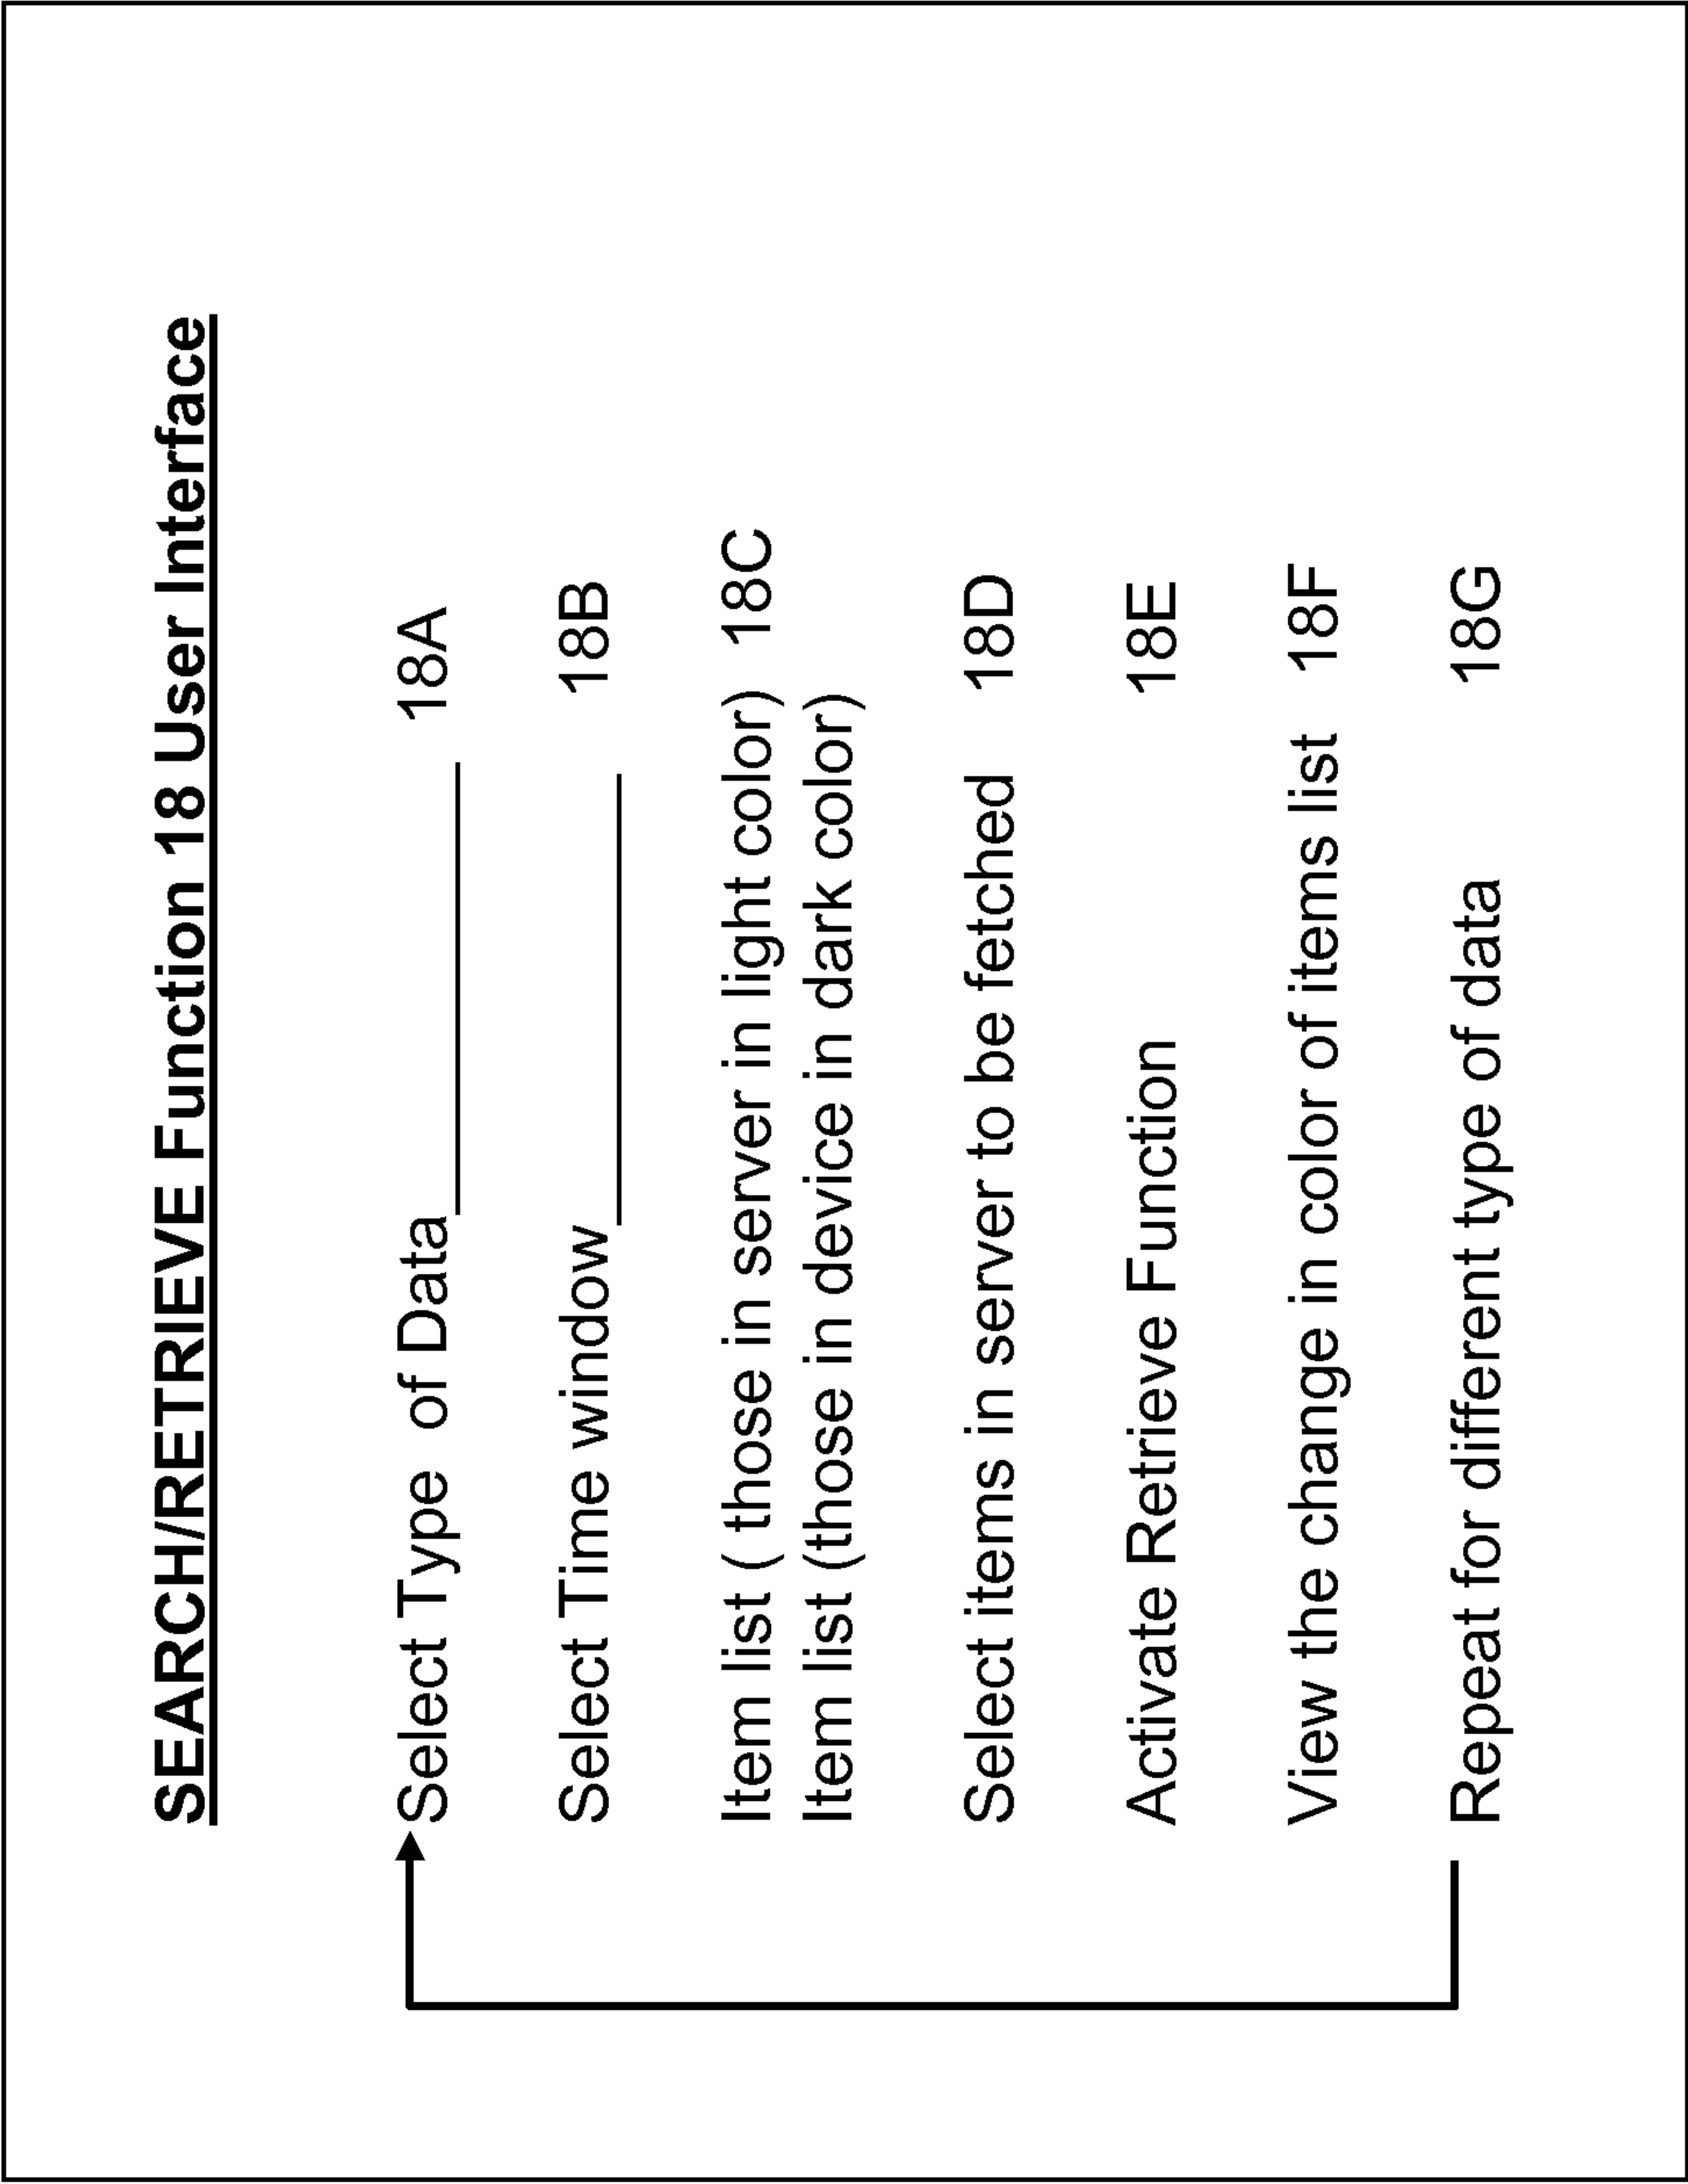 SEARCH/RETRIEVE Function 18 User Interface
Select Type of Data__________ 18A
Select Time window__________ 18B
Item list ( those in server in light color) 18C
Item list (those in device in dark color)
Select items in server to be fetched 18D
Activate Retrieve Function 18E
View the change in color of items list 18F
Repeat for different type of data 18G